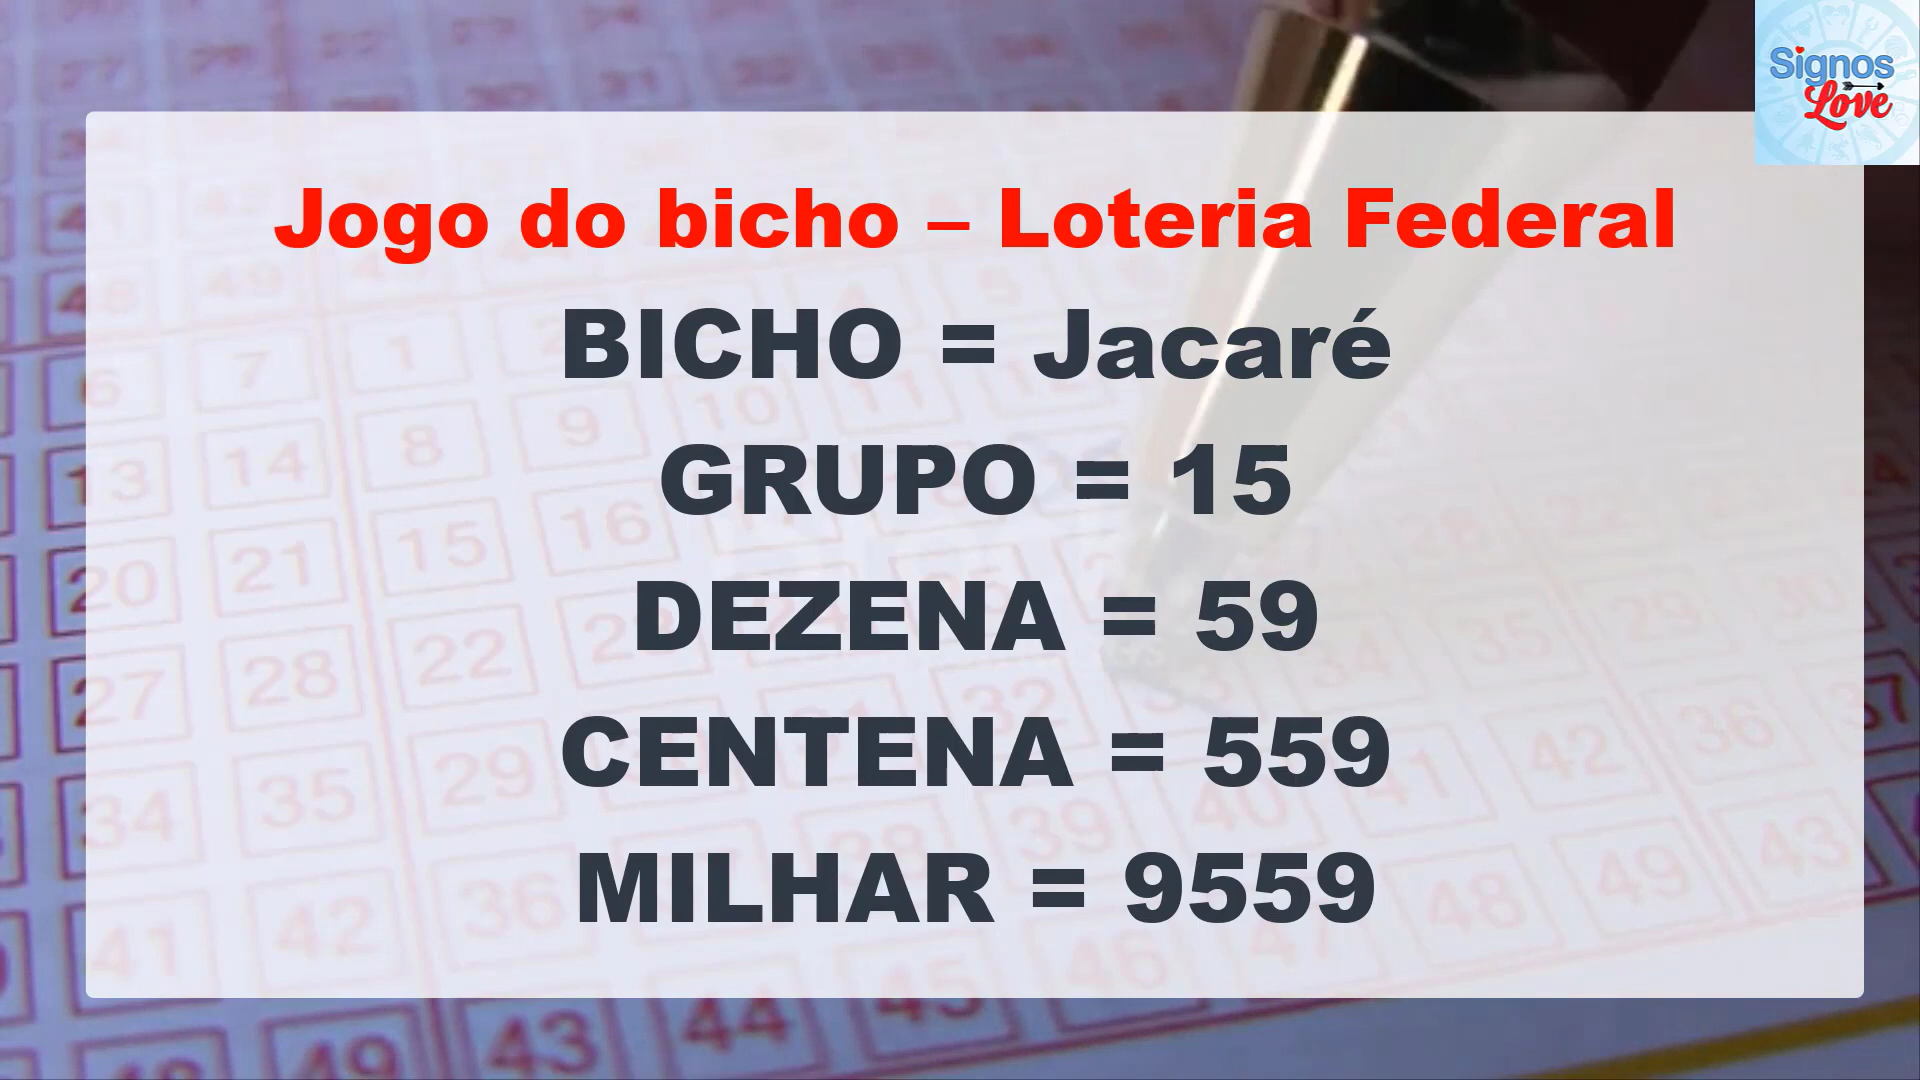 Signos
Love
Jogo do bicho – Loteria Federal
BICHO = Jacaré
GRUPO = 15
DEZENA = 59
CENTENA = 559
MILHAR = 9559